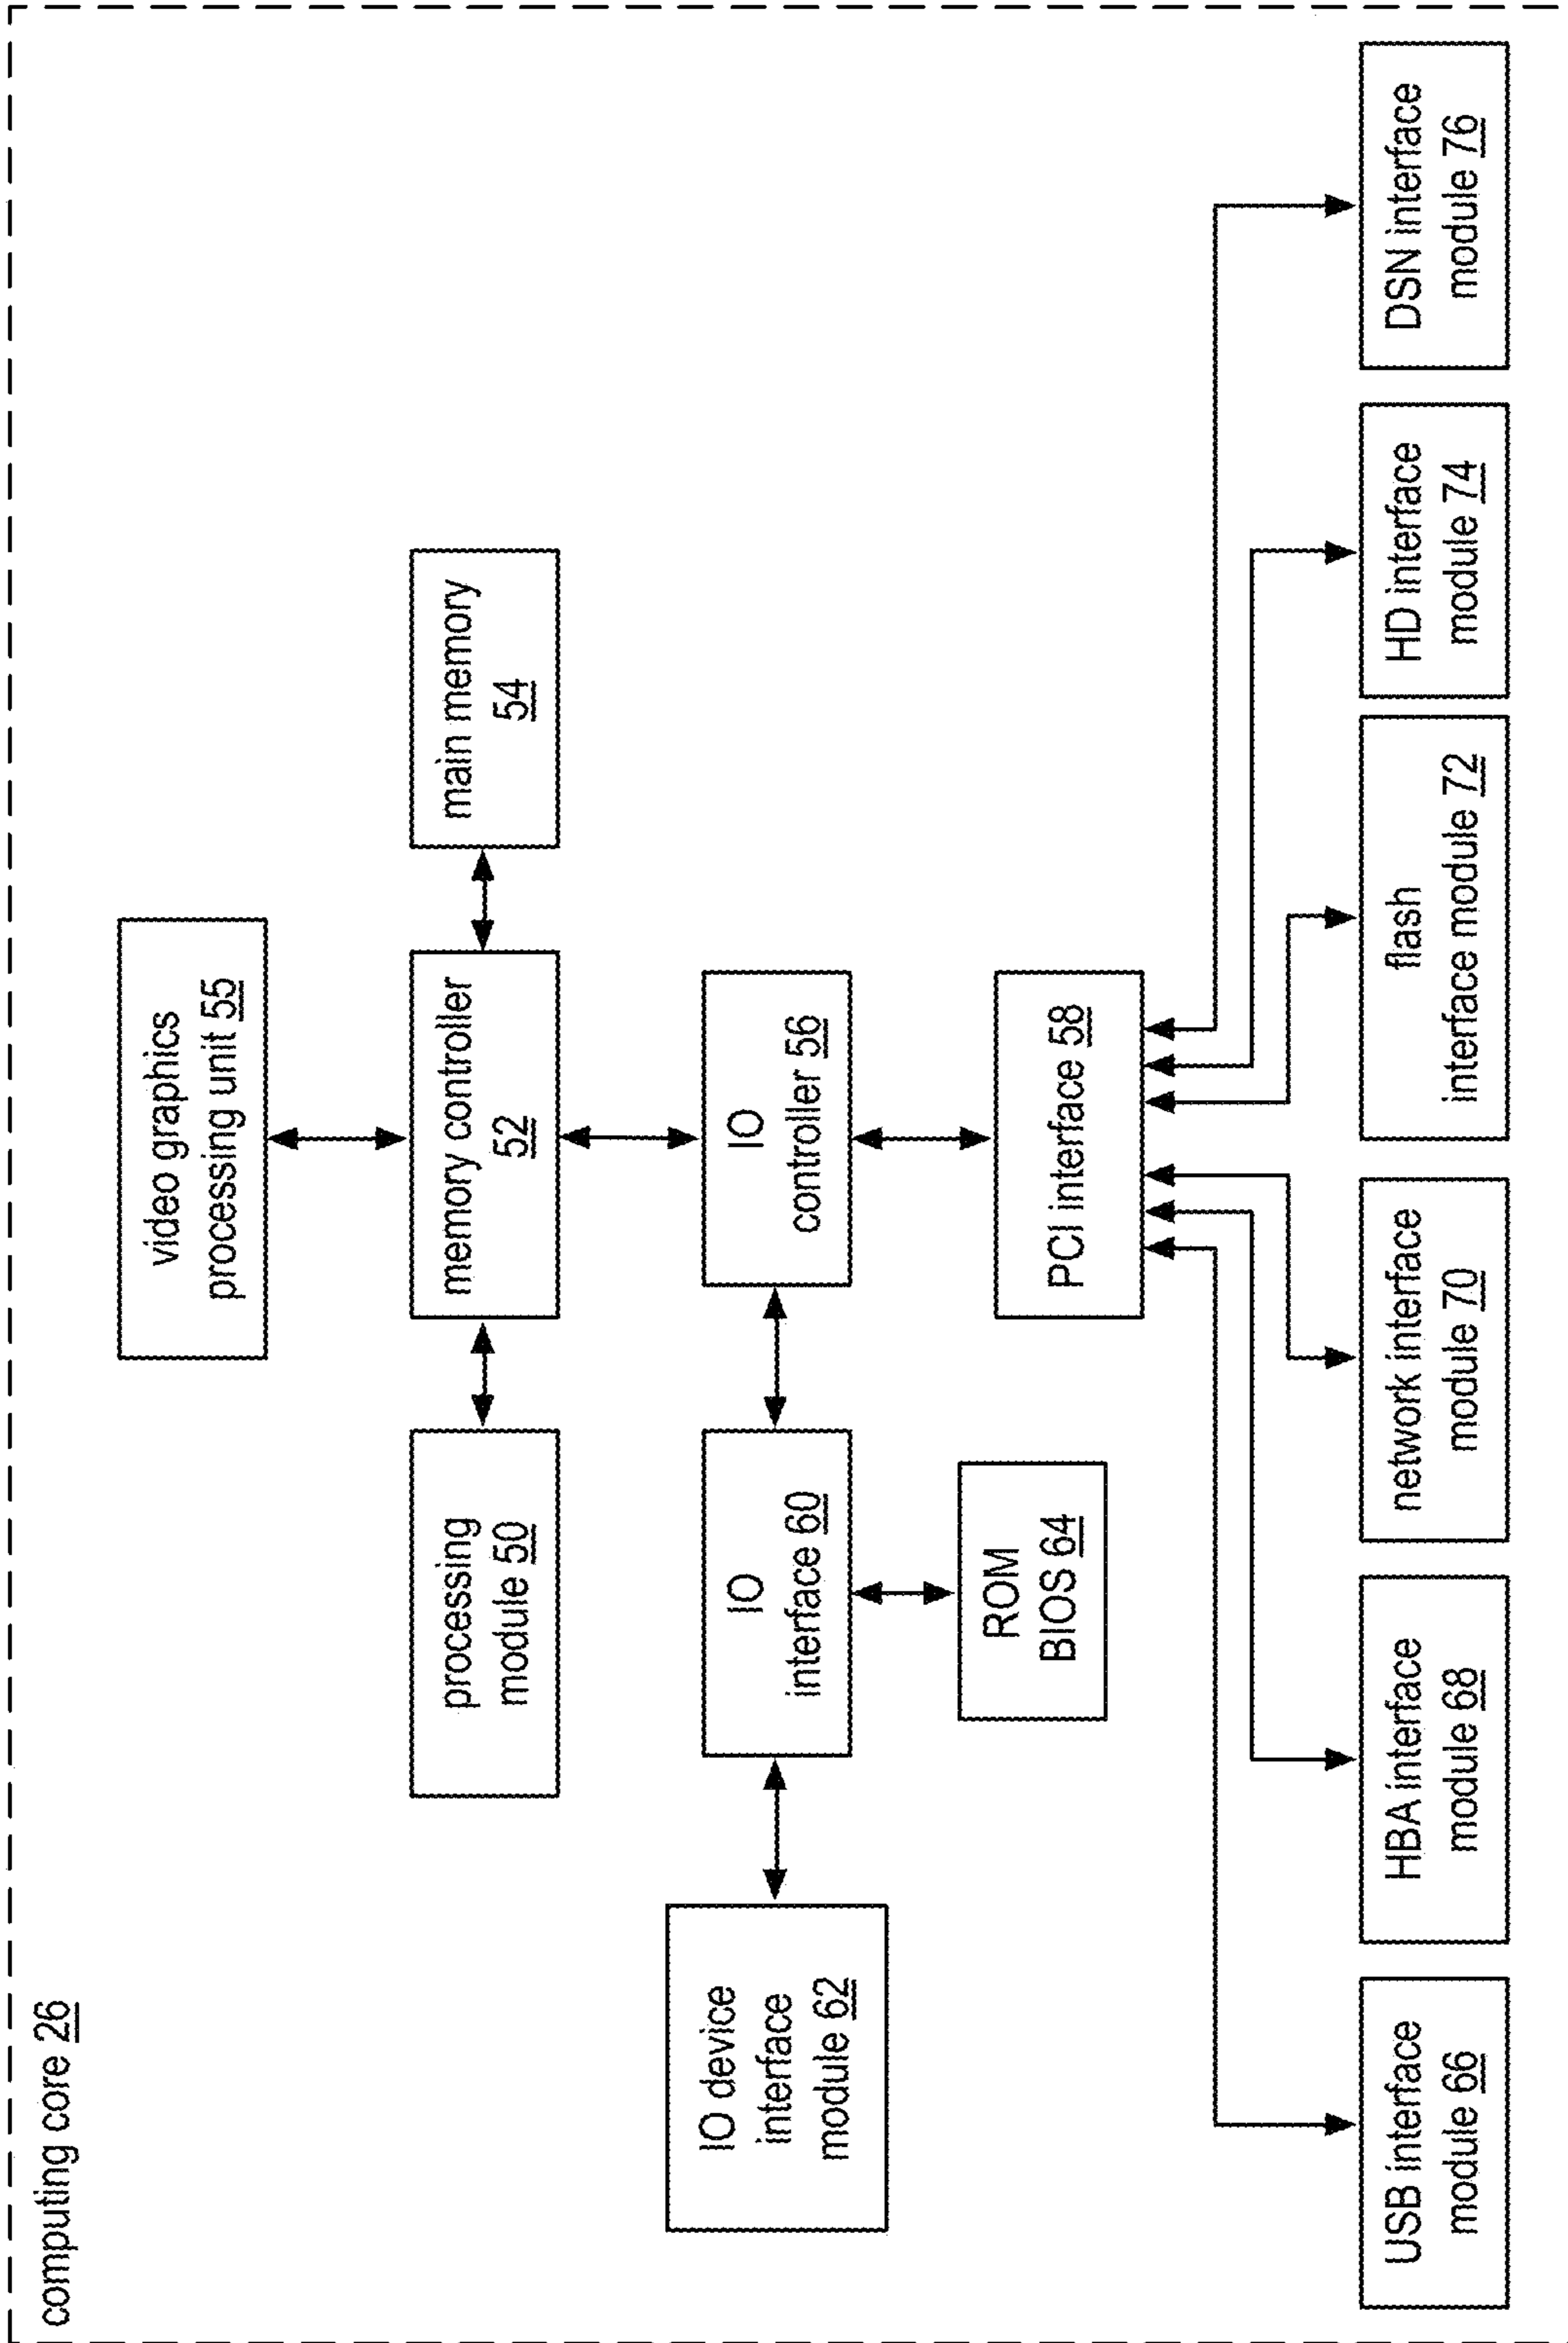 computing core 26
video graphics
processing unit 55
processing
module 50
memory controller
52
main memory
54
IO device
interface
module 62
IO
interface 60
IO
controller 56
ROM
BIOS 64
PCI interface 58
USB interface
module 66
HBA interface
module 68
network interface
module 70
flash
interface module 72
HD interface
module 74
DSN interface
module 76